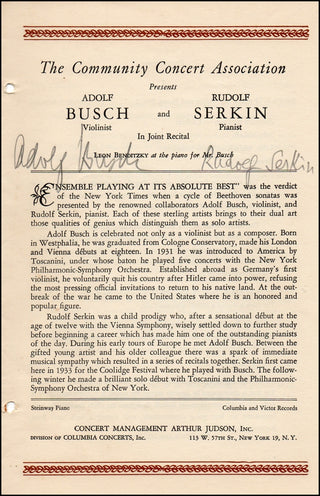 The Community Concert Association
Presents
ADOLF RUDOLF
BUSCH and SERKIN
Violinist Pianist
In Joint Recital
Adolf Busch Rudolf Serkin
LEON BENDITZKY at the piano for Mr. Busch
"ENSEMBLE PLAYING AT ITS ABSOLUTE BEST" was the verdict
of the New York Times when a cycle of Beethoven sonatas was
presented by the renowned collaborators Adolf Busch, violinist, and
Rudolf Serkin, pianist. Each of these sterling artists brings to their dual art
those qualities of genius which distinguish them as solo artists.
Adolf Busch is celebrated not only as a violinist but as a composer. Born
in Westphalia, he was graduated from Cologne Conservatory, made his London
and Vienna débuts at eighteen. In 1931 he was introduced to America by
Toscanini, under whose baton he played five concerts with the New York
Philharmonic-Symphony Orchestra. Established abroad as Germany's first
violinist, he voluntarily quit his country after Hitler came into power, refusing
the most pressing official invitations to return to his native land. At the out-
break of the war he came to the United States where he is an honored and
popular figure.
Rudolf Serkin was a child prodigy who, after a sensational début at the
age of twelve with the Vienna Symphony, wisely settled down to further study
before beginning a career which has made him one of the outstanding pianists
of the day. During his early tours of Europe he met Adolf Busch. Between the
gifted young artist and his older colleague there was a spark of immediate
musical sympathy which resulted in a series of recitals together. Serkin first came
here in 1933 for the Coolidge Festival where he played with Busch. The follow-
ing winter he made a brilliant solo début with Toscanini and the Philharmonic-
Symphony Orchestra of New York.
Steinway Piano Columbia and Victor Records
CONCERT MANAGEMENT ARTHUR JUDSON, INC.
DIVISION OF COLUMBIA CONCERTS, INC. 113 W. 57TH ST., NEW YORK 19, N. Y.